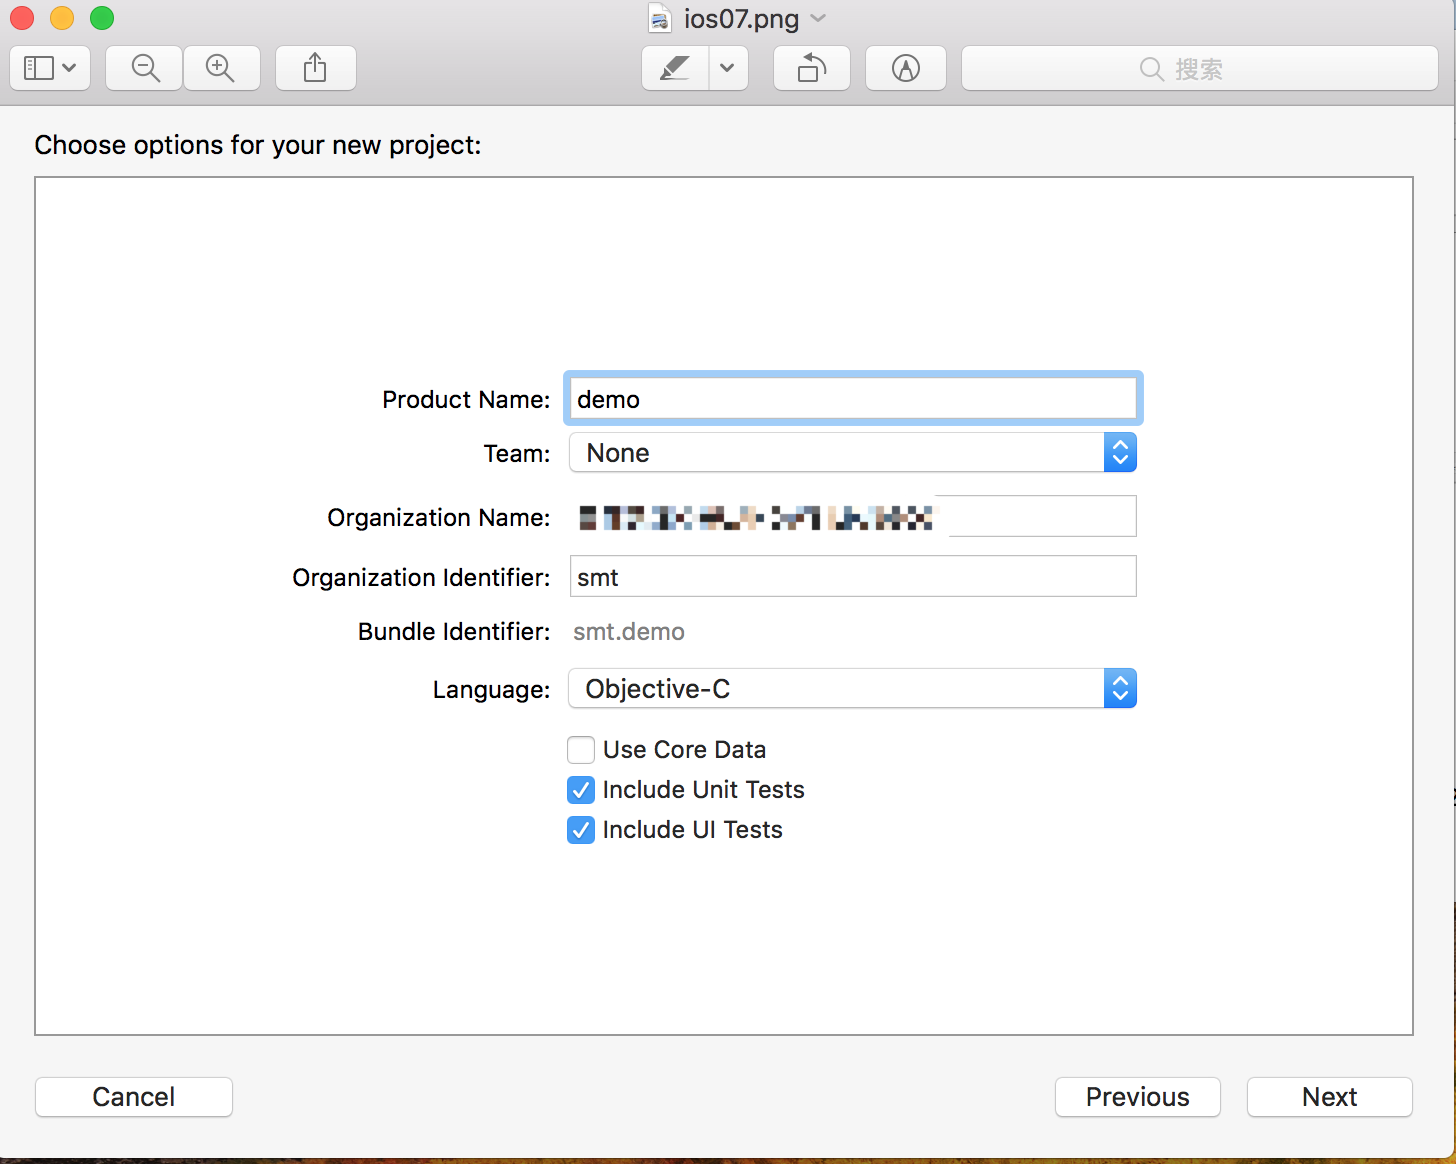 ios07.png
搜索
Choose options for your new project:
Product Name: demo
Team: None
Organization Name:
Organization Identifier: smt
Bundle Identifier: smt.demo
Language: Objective-C
Use Core Data
Include Unit Tests
Include UI Tests
Cancel Previous Next